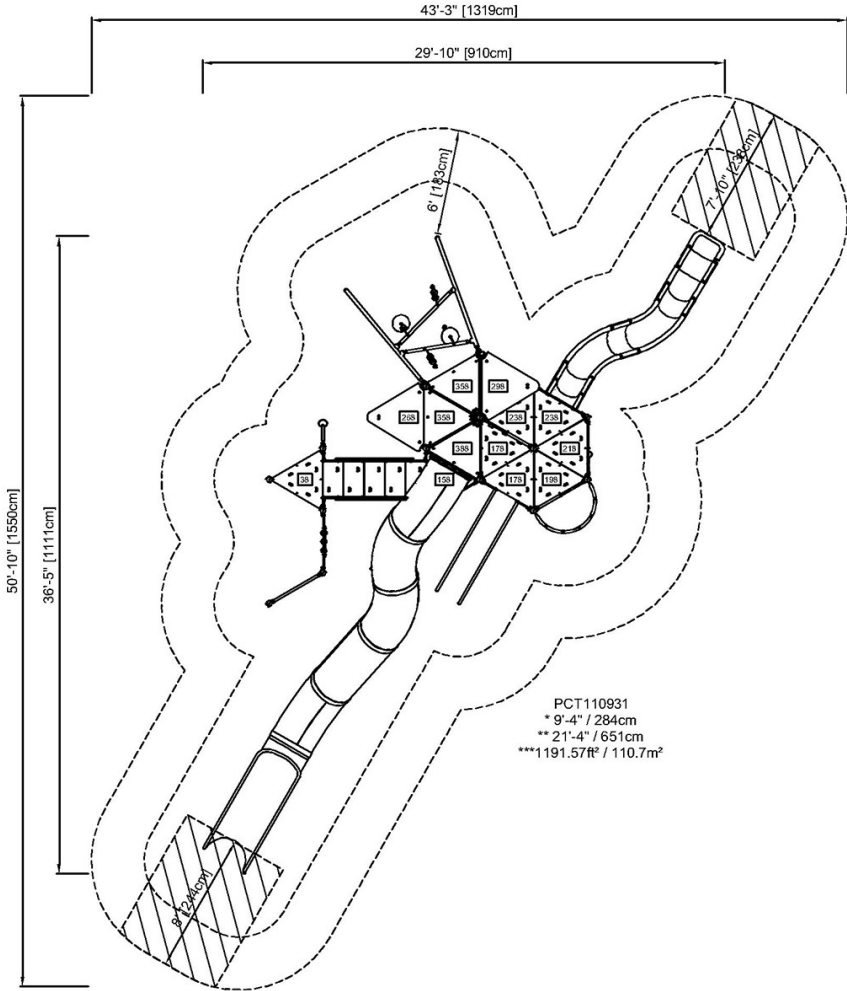 43'-3" [1319cm]
29'-10" [910cm]
6' [183cm]
7'-10" [238cm]
50'-10" [1550cm]
36'-5" [1111cm]
358
298
268
358
238
238
388
178
218
38
158
178
198
PCT110931
* 9'-4" / 284cm
** 21'-4" / 651cm
***1191.57ft² / 110.7m²
8' [244cm]